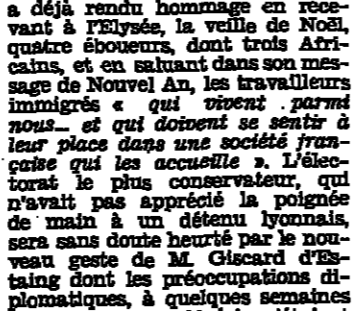 a déjà rendu hommage en rece-
vant à l'Elysée, la veille de Noël,
quatre éboueurs, dont trois Afri-
cains, et en saluant dans son mes-
sage de Nouvel An, les travailleurs
immigrés « qui vivent parmi
nous... et qui doivent se sentir à
leur place dans une société fran-
çaise qui les accueille ». L'élec-
torat le plus conservateur, qui
n'avait pas apprécié la poignée
de main à un détenu lyonnais,
sera sans doute heurté par le nou-
veau geste de M. Giscard d'Es-
taing dont les préoccupations di-
plomatiques, à quelques semaines